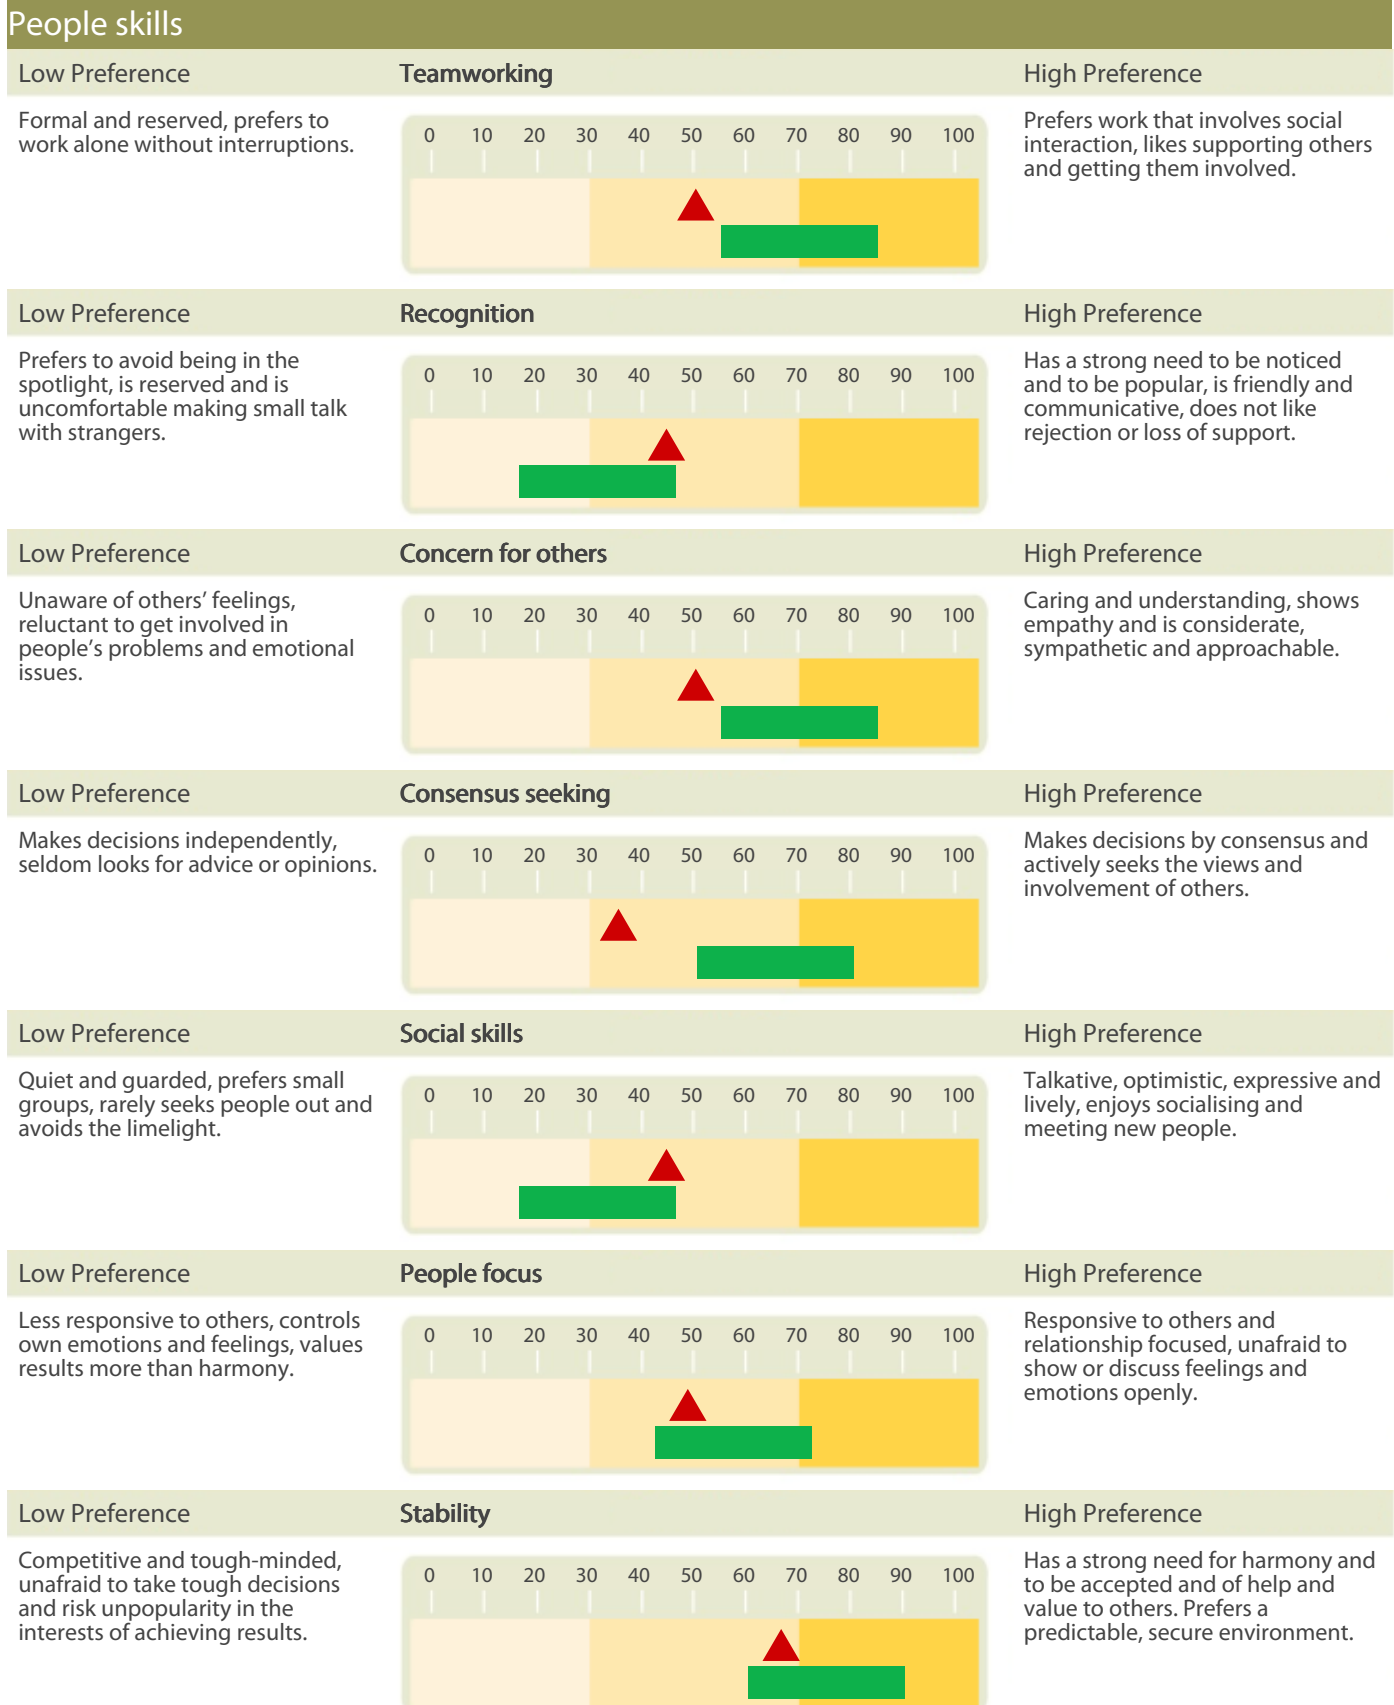 People skills
Low Preference Teamworking High Preference
Formal and reserved, prefers to
work alone without interruptions.
0 10 20 30 40 50 60 70 80 90 100
Prefers work that involves social
interaction, likes supporting others
and getting them involved.
Low Preference Recognition High Preference
Prefers to avoid being in the
spotlight, is reserved and is
uncomfortable making small talk
with strangers.
0 10 20 30 40 50 60 70 80 90 100
Has a strong need to be noticed
and to be popular, is friendly and
communicative, does not like
rejection or loss of support.
Low Preference Concern for others High Preference
Unaware of others’ feelings,
reluctant to get involved in
people’s problems and emotional
issues.
0 10 20 30 40 50 60 70 80 90 100
Caring and understanding, shows
empathy and is considerate,
sympathetic and approachable.
Low Preference Consensus seeking High Preference
Makes decisions independently,
seldom looks for advice or opinions.
0 10 20 30 40 50 60 70 80 90 100
Makes decisions by consensus and
actively seeks the views and
involvement of others.
Low Preference Social skills High Preference
Quiet and guarded, prefers small
groups, rarely seeks people out and
avoids the limelight.
0 10 20 30 40 50 60 70 80 90 100
Talkative, optimistic, expressive and
lively, enjoys socialising and
meeting new people.
Low Preference People focus High Preference
Less responsive to others, controls
own emotions and feelings, values
results more than harmony.
0 10 20 30 40 50 60 70 80 90 100
Responsive to others and
relationship focused, unafraid to
show or discuss feelings and
emotions openly.
Low Preference Stability High Preference
Competitive and tough-minded,
unafraid to take tough decisions
and risk unpopularity in the
interests of achieving results.
0 10 20 30 40 50 60 70 80 90 100
Has a strong need for harmony and
to be accepted and of help and
value to others. Prefers a
predictable, secure environment.